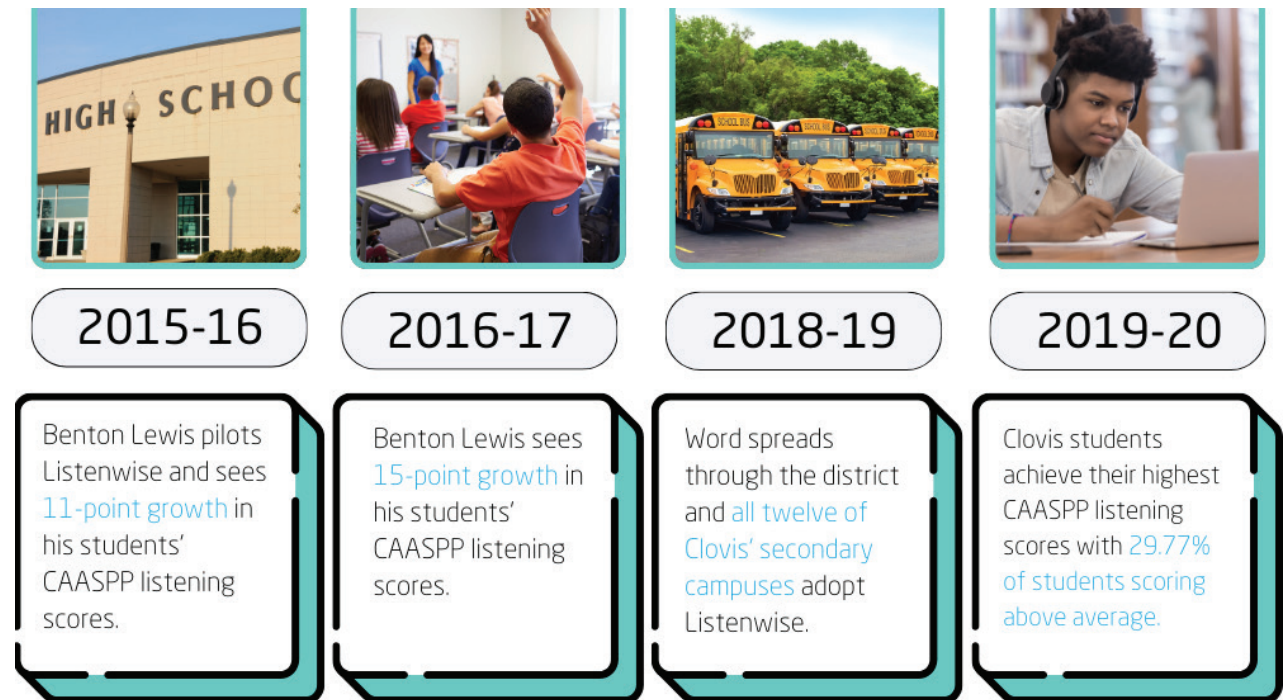 HIGH SCHOO
SCHOOL BUS
SCHOOL BUS
SCHOOL BUS
2015-16
2016-17
2018-19
2019-20
Benton Lewis pilots
Listenwise and sees
11-point growth in
his students'
CAASPP listening
scores.
Benton Lewis sees
15-point growth in
his students'
CAASPP listening
scores.
Word spreads
through the district
and all twelve of
Clovis' secondary
campuses adopt
Listenwise.
Clovis students
achieve their highest
CAASPP listening
scores with 29.77%
of students scoring
above average.